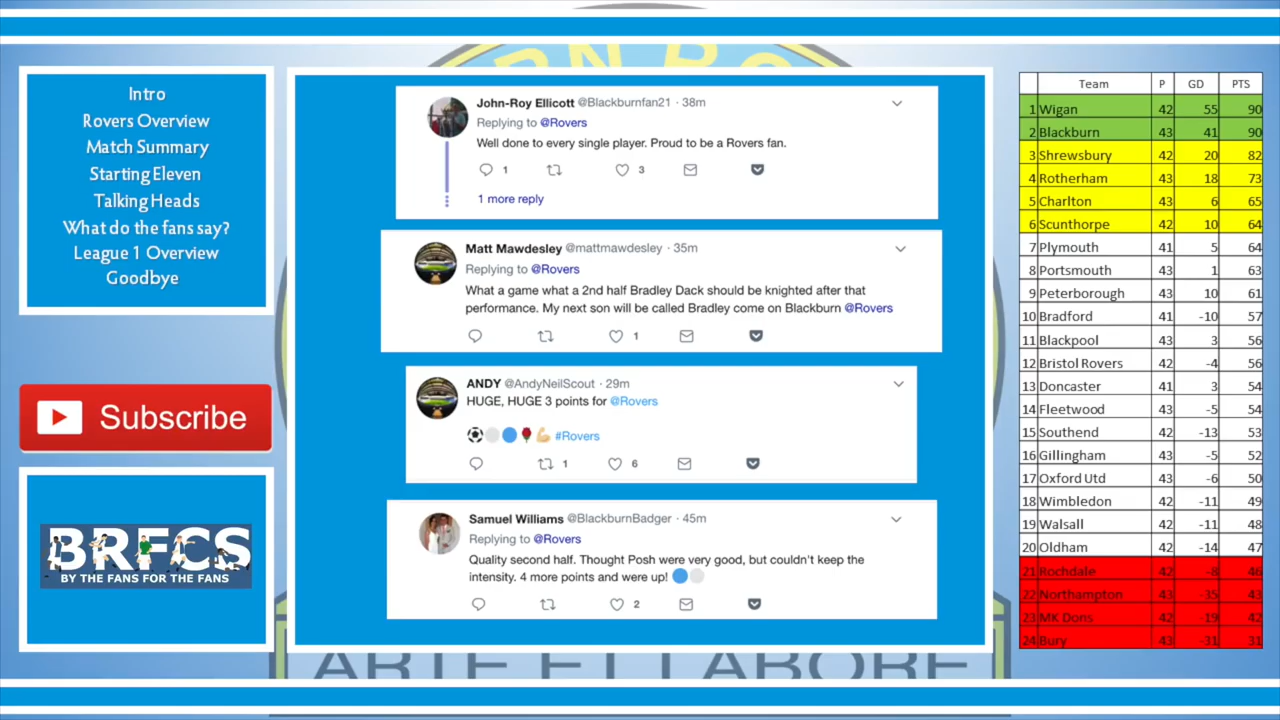 RN RO
Intro
Rovers Overview
Match Summary
Starting Eleven
Talking Heads
What do the fans say?
League 1 Overview
Goodbye
Subscribe
BRFCS
BY THE FANS FOR THE FANS
John-Roy Ellicott @Blackburnfan21 · 38m
Replying to @Rovers
Well done to every single player. Proud to be a Rovers fan.
1 3
1 more reply
Matt Mawdesley @mattmawdesley · 35m
Replying to @Rovers
What a game what a 2nd half Bradley Dack should be knighted after that
performance. My next son will be called Bradley come on Blackburn @Rovers
1
ANDY @AndyNeilScout · 29m
HUGE, HUGE 3 points for @Rovers
#Rovers
1 6
Samuel Williams @BlackburnBadger · 45m
Replying to @Rovers
Quality second half. Thought Posh were very good, but couldn't keep the
intensity. 4 more points and were up!
2
Team P GD PTS
1 Wigan 42 55 90
2 Blackburn 43 41 90
3 Shrewsbury 42 20 82
4 Rotherham 43 18 73
5 Charlton 43 6 65
6 Scunthorpe 42 10 64
7 Plymouth 41 5 64
8 Portsmouth 43 1 63
9 Peterborough 43 10 61
10 Bradford 41 -10 57
11 Blackpool 43 3 56
12 Bristol Rovers 42 -4 56
13 Doncaster 41 3 54
14 Fleetwood 43 -5 54
15 Southend 42 -13 53
16 Gillingham 43 -5 52
17 Oxford Utd 43 -6 50
18 Wimbledon 42 -11 49
19 Walsall 42 -11 48
20 Oldham 42 -14 47
21 Rochdale 42 -8 46
22 Northampton 43 -35 43
23 MK Dons 42 19 42
24 Bury 43 -31 31
ARTE ET LABORE